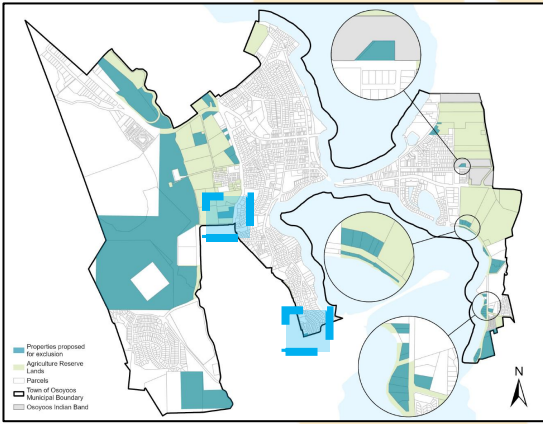 N
Properties proposed
for exclusion
Agriculture Reserve
Lands
Parcels
Town of Osoyoos
Municipal Boundary
Osoyoos Indian Band